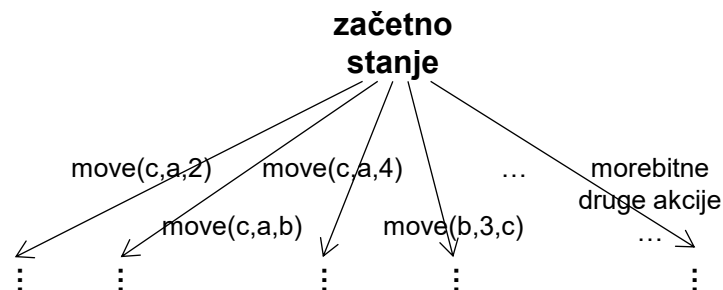 začetno
stanje
move(c,a,2)
move(c,a,4)
…
morebitne
druge akcije
move(c,a,b)
move(b,3,c)
…
⋮ ⋮ ⋮ ⋮ ⋮